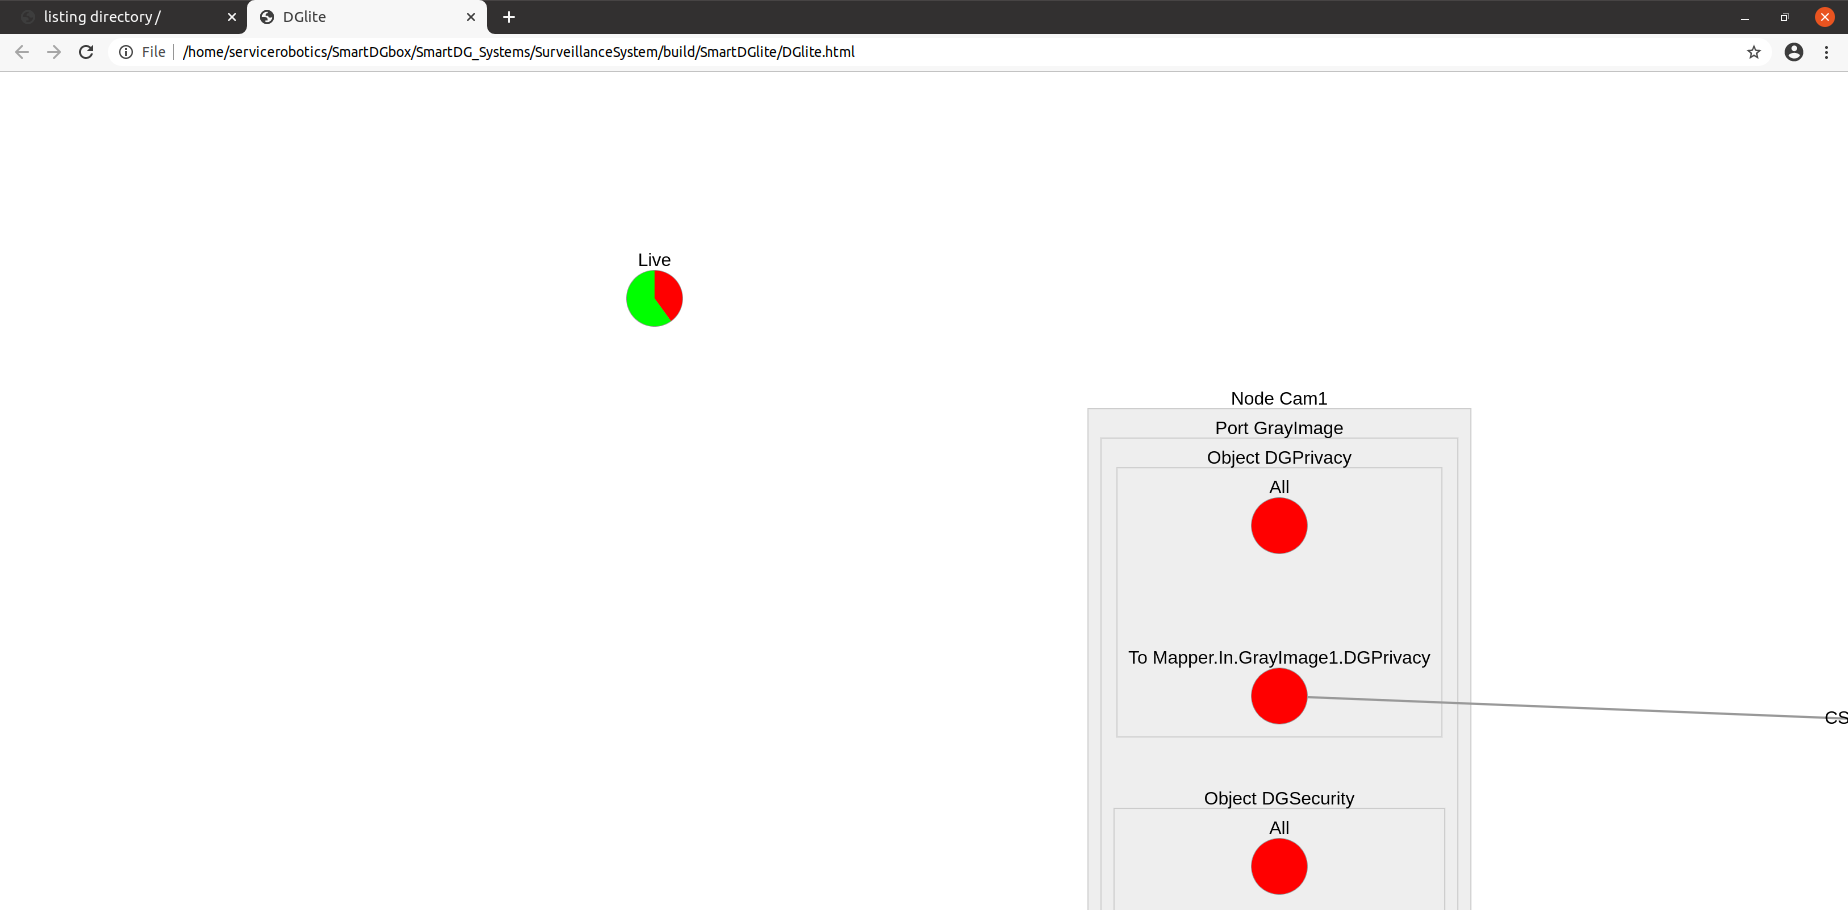 listing directory /
DGlite
File
/home/servicerobotics/SmartDGbox/SmartDG_Systems/SurveillanceSystem/build/SmartDGlite/DGlite.html
Live
Node Cam1
Port GrayImage
Object DGPrivacy
All
To Mapper.In.GrayImage1.DGPrivacy
CS
Object DGSecurity
All